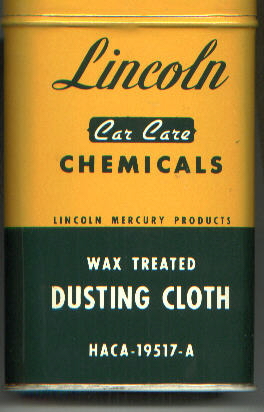 Lincoln
Car Care
CHEMICALS
LINCOLN MERCURY PRODUCTS
WAX TREATED
DUSTING CLOTH
HACA-19517-A